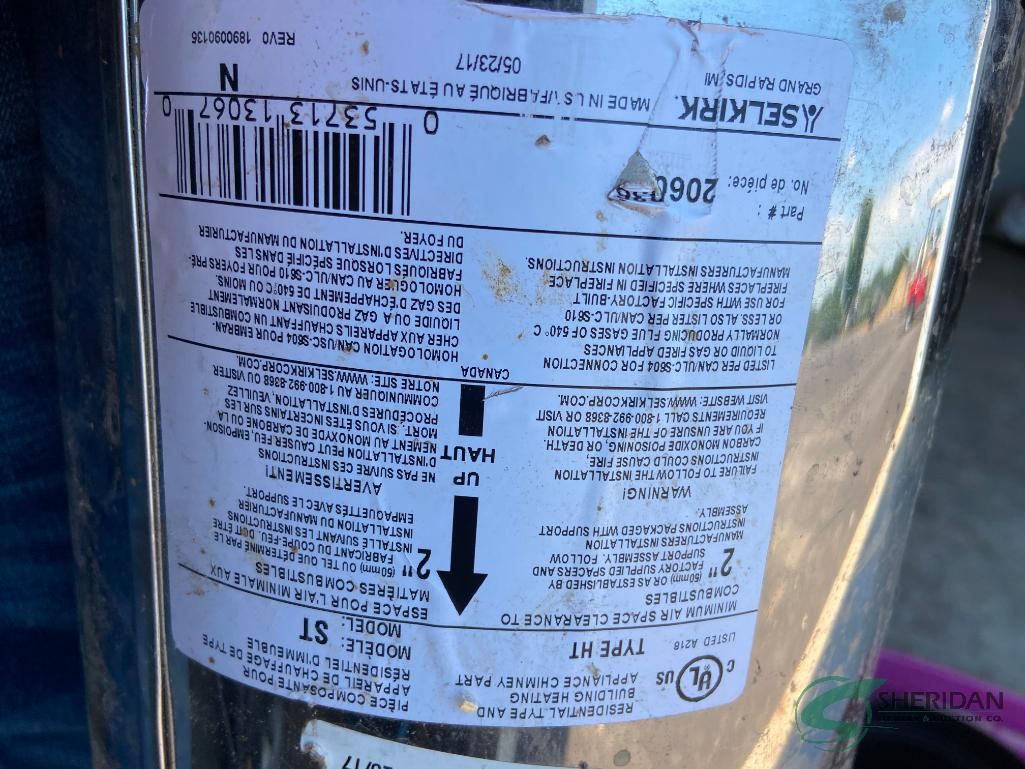 RESIDENTIAL TYPE AND
BUILDING HEATING
APPLIANCE CHIMNEY PART
C UL US
LISTED A218
TYPE HT
PIÈCE COMPOSANTE POUR
APPAREIL DE CHAUFFAGE DE TYPE
RÉSIDENTIEL D'IMMEUBLE
MODÈLE:
MODEL:
ST
MINIMUM AIR SPACE CLEARANCE TO
COMBUSTIBLES
2"
(50mm) OR AS ESTABLISHED BY
FACTORY SUPPLIED SPACERS AND
SUPPORT ASSEMBLY. FOLLOW
MANUFACTURERS INSTALLATION
INSTRUCTIONS PACKAGED WITH SUPPORT
ASSEMBLY.
ESPACE POUR L'AIR MINIMALE AUX
MATIÈRES COMBUSTIBLES
2"
(50mm) OU TEL QUE DÉTERMINÉ PAR LE
FABRICANT DU COUPE-FEU. DOIT ÊTRE
INSTALLÉ SUIVANT LES INSTRUCTIONS
INSTALLATION DU MANUFACTURIER
EMPAQUETTÉS AVEC LE SUPPORT.
WARNING!
FAILURE TO FOLLOW THE INSTALLATION
INSTRUCTIONS COULD CAUSE FIRE,
CARBON MONOXIDE POISONING, OR DEATH.
IF YOU ARE UNSURE OF THE INSTALLATION
REQUIREMENTS CALL 1-800-992-8368 OR VISIT
VISIT WEBSITE: WWW.SELKIRKCORP.COM.
UP
HAUT
AVERTISSEMENT!
NE PAS SUIVRE CES INSTRUCTIONS
D'INSTALLATION PEUT CAUSER FEU, EMPOISON-
NEMENT AU MONOXYDE DE CARBONE OU LA
MORT. SI VOUS ÊTES INCERTAINS SUR LES
PROCÉDURES D'INSTALLATION, VEUILLEZ
COMMUNIQUER AU 1-800-992-8368 OU VISITER
NOTRE SITE: WWW.SELKIRKCORP.COM.
CANADA
LISTED PER CAN/ULC-S604 FOR CONNECTION
TO LIQUID OR GAS FIRED APPLIANCES
NORMALLY PRODUCING FLUE GASES OF 540° C
OR LESS. ALSO LISTER PER CAN/ULC-S610
FOR USE WITH SPECIFIC FACTORY-BUILT
FIREPLACES WHERE SPECIFIED IN FIREPLACE
MANUFACTURERS INSTALLATION INSTRUCTIONS.
HOMOLOGATION CAN/USC-S604 POUR EMBRAN-
CHER AUX APPAREILS CHAUFFANT AU COMBUSTIBLE
LIQUIDE OU À GAZ PRODUISANT NORMALEMENT
DES GAZ D'ÉCHAPPEMENT DE 540°C OU MOINS.
HOMOLOGUER AU CAN/ULC-S610 POUR FOYERS PRÉ-
FABRIQUÉS LORSQUE SPÉCIFIÉ DANS LES
DIRECTIVES D'INSTALLATION DU MANUFACTURIER
DU FOYER.
Part # :
No. de pièce:
2060
0 53713 13067 0
SELKIRK.
GRAND RAPIDS, MI
MADE IN U.S. /FABRIQUÉ AU ÉTATS-UNIS
05/23/17
N
REV0 1890090136
/17
SHERIDAN
REALTY & AUCTION CO.